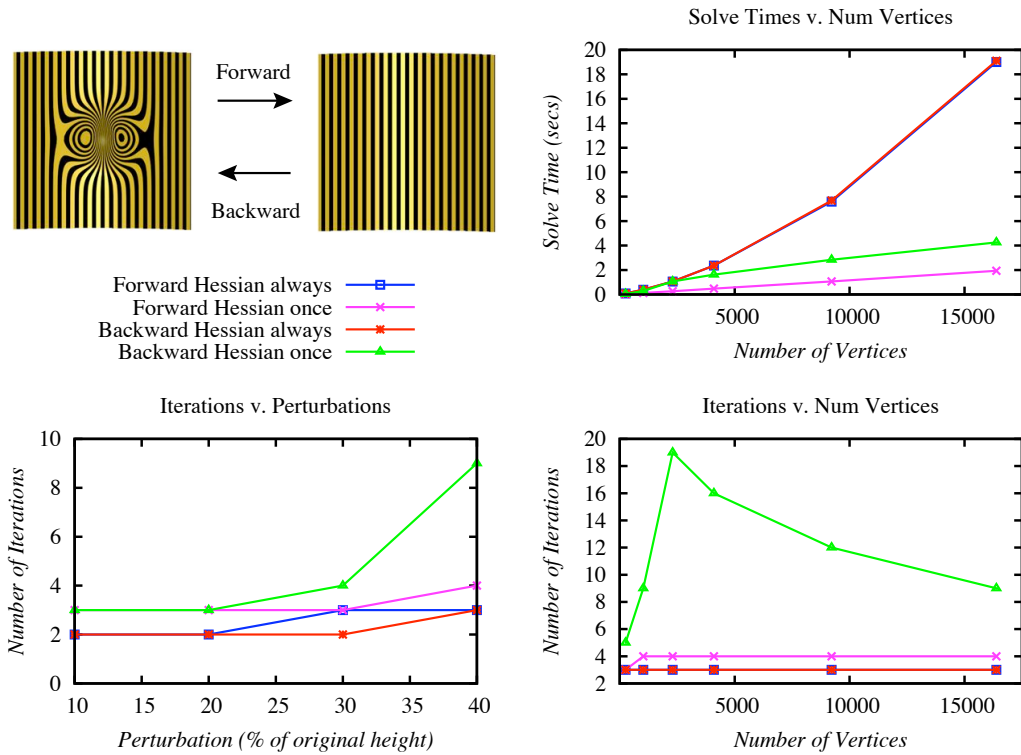 Forward
Backward
Forward Hessian always
Forward Hessian once
Backward Hessian always
Backward Hessian once
Solve Times v. Num Vertices
Solve Time (secs)
20
18
16
14
12
10
8
6
4
2
0
5000 10000 15000
Number of Vertices
Iterions v. Perturbations
Number of Iterations
10
8
6
4
2
0
10 15 20 25 30 35 40
Perturbation (% of original height)
Iterions v. Num Vertices
Number of Iterations
20
18
16
14
12
10
8
6
4
2
5000 10000 15000
Number of Vertices